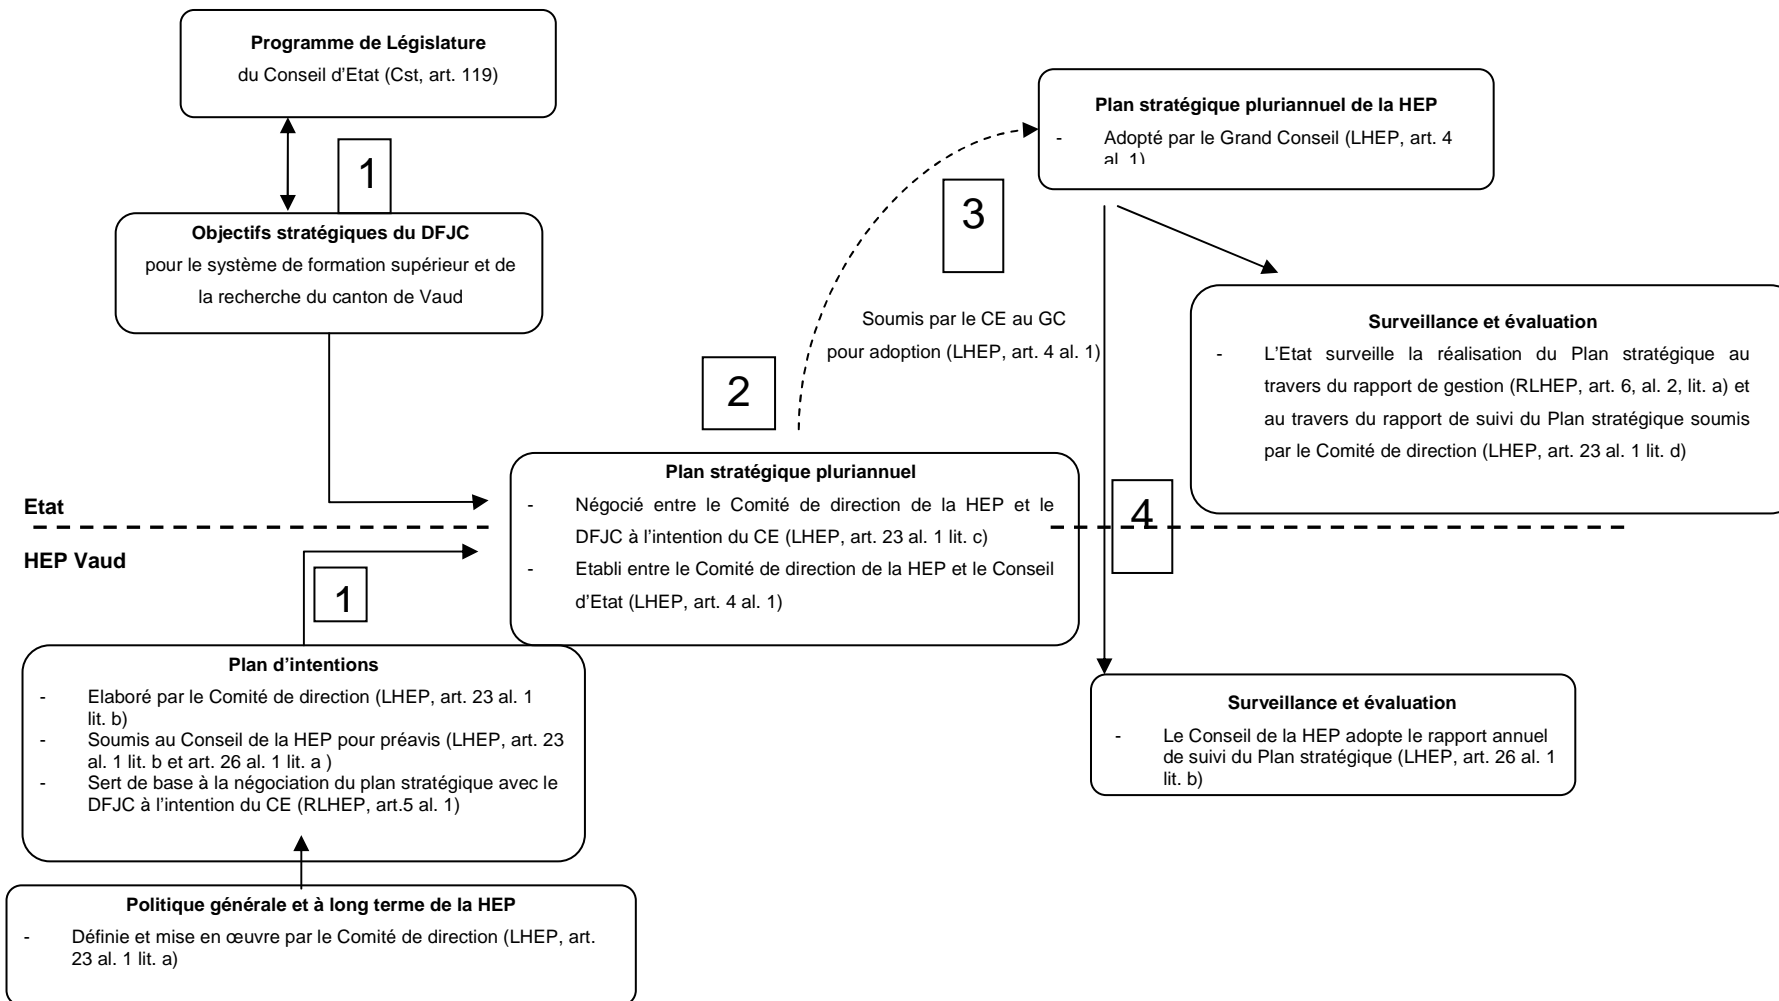 Programme de Législature
du Conseil d'Etat (Cst, art. 119)
1
Objectifs stratégiques du DFJC
pour le système de formation supérieur et de
la recherche du canton de Vaud
Plan stratégique pluriannuel de la HEP
- Adopté par le Grand Conseil (LHEP, art. 4
al. 1)
3
Soumis par le CE au GC
pour adoption (LHEP, art. 4 al. 1)
2
Surveillance et évaluation
- L'Etat surveille la réalisation du Plan stratégique au
travers du rapport de gestion (RLHEP, art. 6, al. 2, lit. a) et
au travers du rapport de suivi du Plan stratégique soumis
par le Comité de direction (LHEP, art. 23 al. 1 lit. d)
Plan stratégique pluriannuel
- Négocié entre le Comité de direction de la HEP et le
DFJC à l'intention du CE (LHEP, art. 23 al. 1 lit. c)
- Etabli entre le Comité de direction de la HEP et le Conseil
d'Etat (LHEP, art. 4 al. 1)
4
Etat
HEP Vaud
1
Plan d'intentions
- Elaboré par le Comité de direction (LHEP, art. 23 al. 1
lit. b)
- Soumis au Conseil de la HEP pour préavis (LHEP, art. 23
al. 1 lit. b et art. 26 al. 1 lit. a )
- Sert de base à la négociation du plan stratégique avec le
DFJC à l'intention du CE (RLHEP, art.5 al. 1)
Surveillance et évaluation
- Le Conseil de la HEP adopte le rapport annuel
de suivi du Plan stratégique (LHEP, art. 26 al. 1
lit. b)
Politique générale et à long terme de la HEP
- Définie et mise en œuvre par le Comité de direction (LHEP, art.
23 al. 1 lit. a)